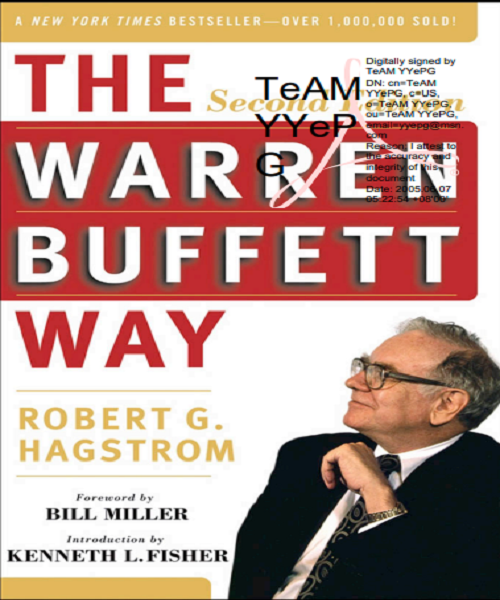 A NEW YORK TIMES BESTSELLER—OVER 1,000,000 SOLD!
THE
Second Edition
WARREN
BUFFETT
WAY
TeAM
YYeP
G
Digitally signed by
TeAM YYePG
DN: cn=TeAM
YYePG, c=US,
o=TeAM YYePG,
ou=TeAM YYePG,
email=yyepg@msn.
com
Reason: I attest to
the accuracy and
integrity of this
document
Date: 2005.06.07
05:22:54 +08'00'
ROBERT G.
HAGSTROM
Foreword by
BILL MILLER
Introduction by
KENNETH L. FISHER